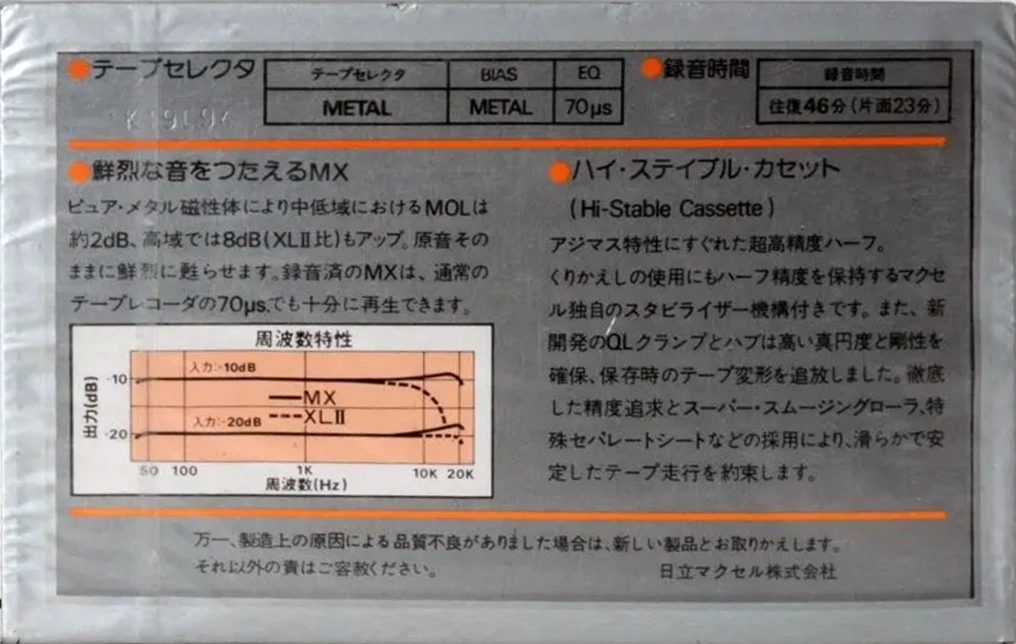 ●テープセレクタ
テープセレクタ BIAS EQ
METAL METAL 70μs
●録音時間
録音時間
往復46分(片面23分)
●鮮烈な音をつたえるMX
ピュア・メタル磁性体により中低域におけるMOLは
約2dB、高域では8dB(XLⅡ比)もアップ。原音その
ままに鮮烈に甦らせます。録音済のMXは、通常の
テープレコーダの70μs.でも十分に再生できます。
周波数特性
出力(dB)
入力:-10dB
-10
MX
XLⅡ
入力:-20dB
-20
50 100 1K 10K 20K
周波数(Hz)
●ハイ・ステイブル・カセット
(Hi-Stable Cassette)
アジマス特性にすぐれた超高精度ハーフ。
くりかえしの使用にもハーフ精度を保持するマクセ
ル独自のスタビライザー機構付きです。また、新
開発のQLクランプとハブは高い真円度と剛性を
確保、保存時のテープ変形を追放しました。徹底
した精度追求とスーパー・スムージングローラ、特
殊セパレートシートなどの採用により、滑らかで安
定したテープ走行を約束します。
万一、製造上の原因による品質不良がありました場合は、新しい製品とお取りかえします。
それ以外の責はご容赦ください。
日立マクセル株式会社